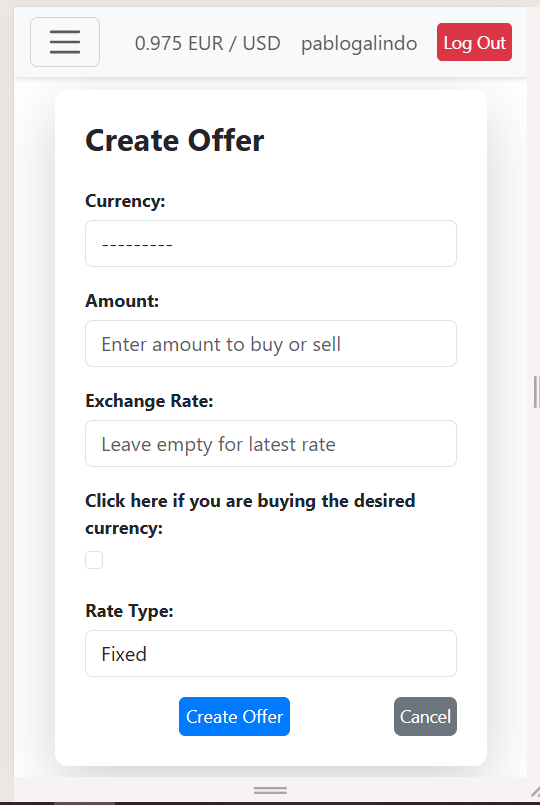 0.975 EUR / USD pablogalindo Log Out
Create Offer
Currency:
---------
Amount:
Enter amount to buy or sell
Exchange Rate:
Leave empty for latest rate
Click here if you are buying the desired
currency:
Rate Type:
Fixed
Create Offer Cancel